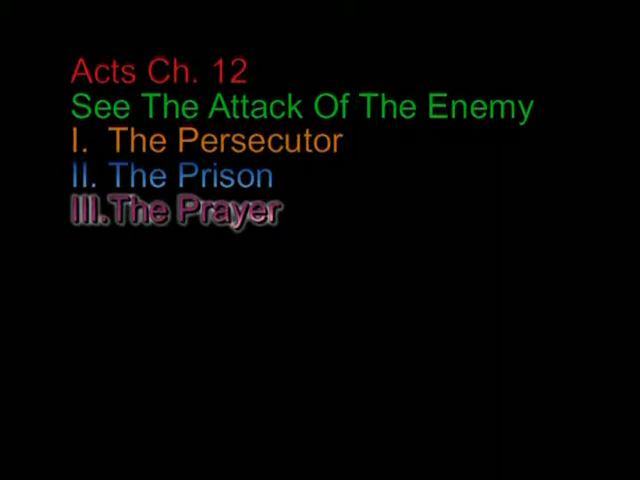 Acts Ch. 12
See The Attack Of The Enemy
I. The Persecutor
II. The Prison
III.The Prayer